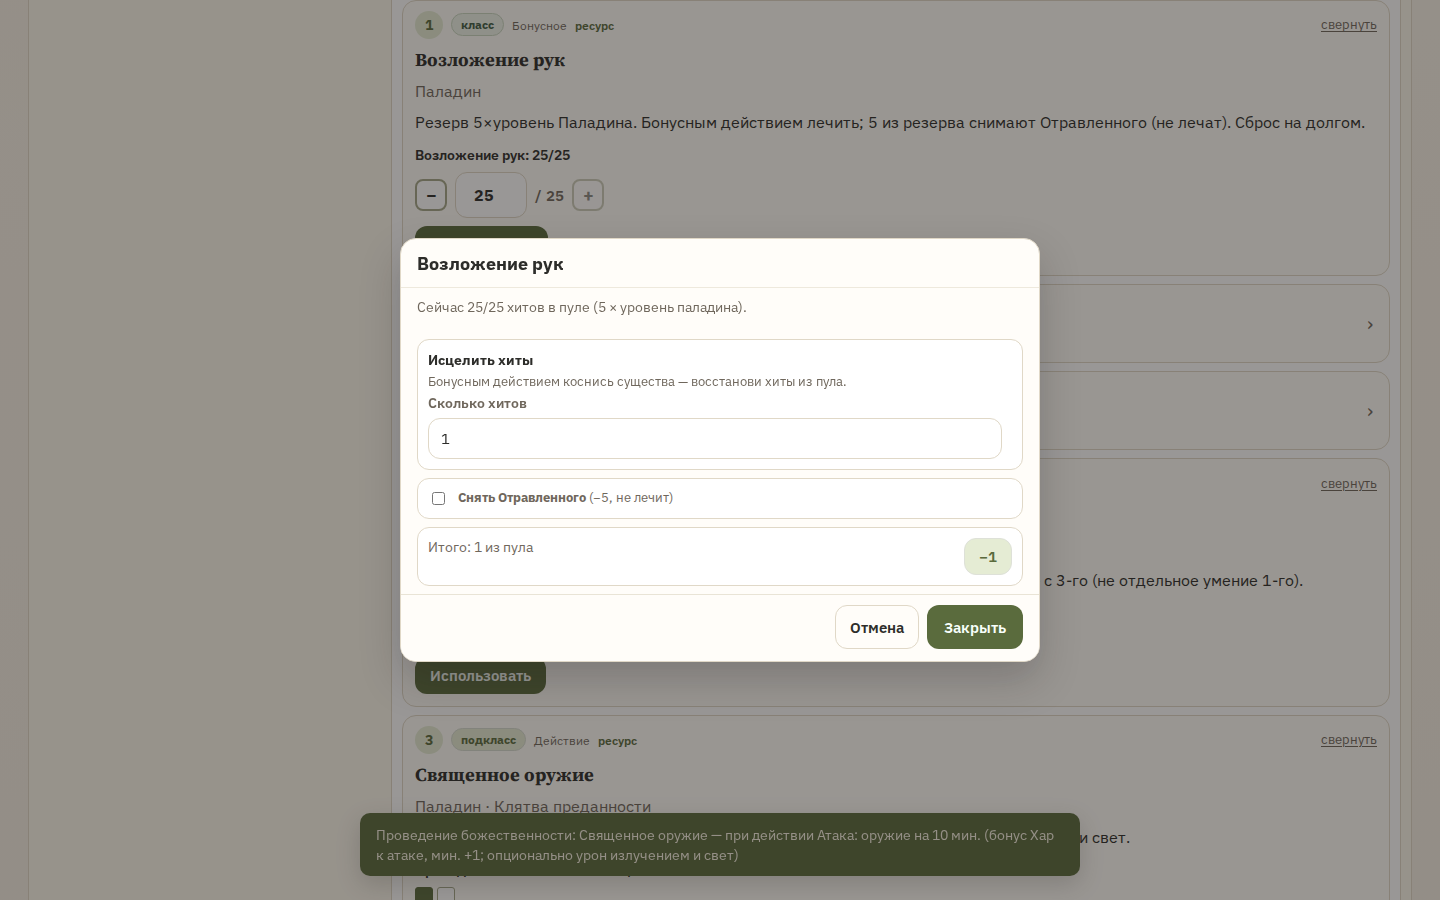 1 класс Бонусное ресурс свернуть
Возложение рук
Паладин
Резерв 5×уровень Паладина. Бонусным действием лечить; 5 из резерва снимают Отравленного (не лечат). Сброс на долгом.
Возложение рук: 25/25
− 25 / 25 +
Возложение рук
Сейчас 25/25 хитов в пуле (5 × уровень паладина).
›
Исцелить хиты
Бонусным действием коснись существа — восстанови хиты из пула.
Сколько хитов
›
1
свернуть
Снять Отравленного (−5, не лечит)
Итого: 1 из пула −1
с 3-го (не отдельное умение 1-го).
Отмена Закрыть
Использовать
3 подкласс Действие ресурс свернуть
Священное оружие
Паладин · Клятва преданности
Проведение божественности: Священное оружие — при действии Атака: оружие на 10 мин. (бонус Хар
к атаке, мин. +1; опционально урон излучением и свет)
и свет.